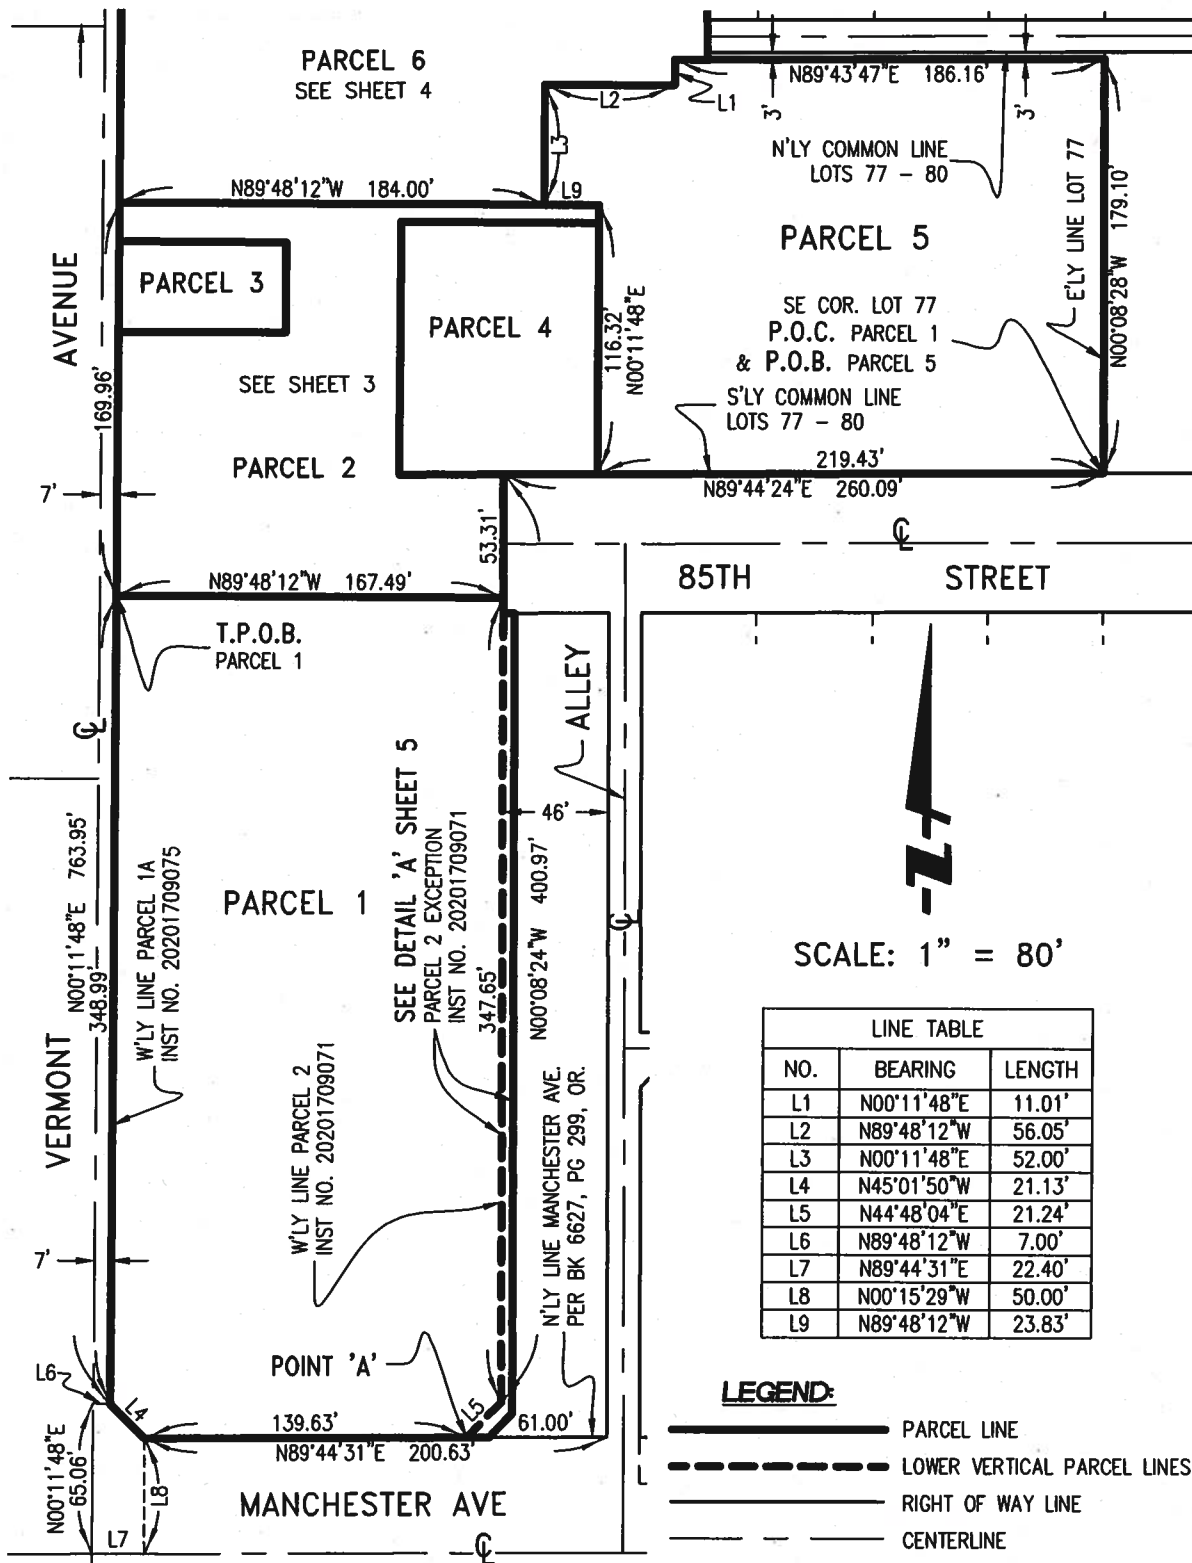 PARCEL 6
SEE SHEET 4
L2
L1
L3
L9
N89°43'47"E 186.16'
3'
3'
N'LY COMMON LINE
LOTS 77 - 80
E'LY LINE LOT 77
N00°08'28"W 179.10'
N89°48'12"W 184.00'
AVENUE
PARCEL 3
PARCEL 4
PARCEL 5
116.32'
N00°11'48"E
SE COR. LOT 77
P.O.C. PARCEL 1
& P.O.B. PARCEL 5
S'LY COMMON LINE
LOTS 77 - 80
SEE SHEET 3
169.96'
PARCEL 2
7'
219.43'
N89°44'24"E 260.09'
53.31'
CL
85TH STREET
N89°48'12"W 167.49'
T.P.O.B.
PARCEL 1
ALLEY
CL
46'
SEE DETAIL 'A' SHEET 5
PARCEL 2 EXCEPTION
INST NO. 20201709071
347.65'
N00°08'24"W 400.97'
N00°11'48"E 763.95'
348.99'
W'LY LINE PARCEL 1A
INST NO. 20201709075
PARCEL 1
CL
SCALE: 1" = 80'
N
VERMONT
W'LY LINE PARCEL 2
INST NO. 20201709071
N'LY LINE MANCHESTER AVE.
PER BK 6627, PG 299, OR.
LINE TABLE
NO. BEARING LENGTH
L1 N00°11'48"E 11.01'
L2 N89°48'12"W 56.05'
L3 N00°11'48"E 52.00'
L4 N45°01'50"W 21.13'
L5 N44°48'04"E 21.24'
L6 N89°48'12"W 7.00'
L7 N89°44'31"E 22.40'
L8 N00°15'29"W 50.00'
L9 N89°48'12"W 23.83'
7'
L6
POINT 'A'
L4
L5
139.63'
61.00'
N89°44'31"E 200.63'
N00°11'48"E
65.06'
L8
L7
MANCHESTER AVE
CL
LEGEND:
PARCEL LINE
LOWER VERTICAL PARCEL LINES
RIGHT OF WAY LINE
CENTERLINE